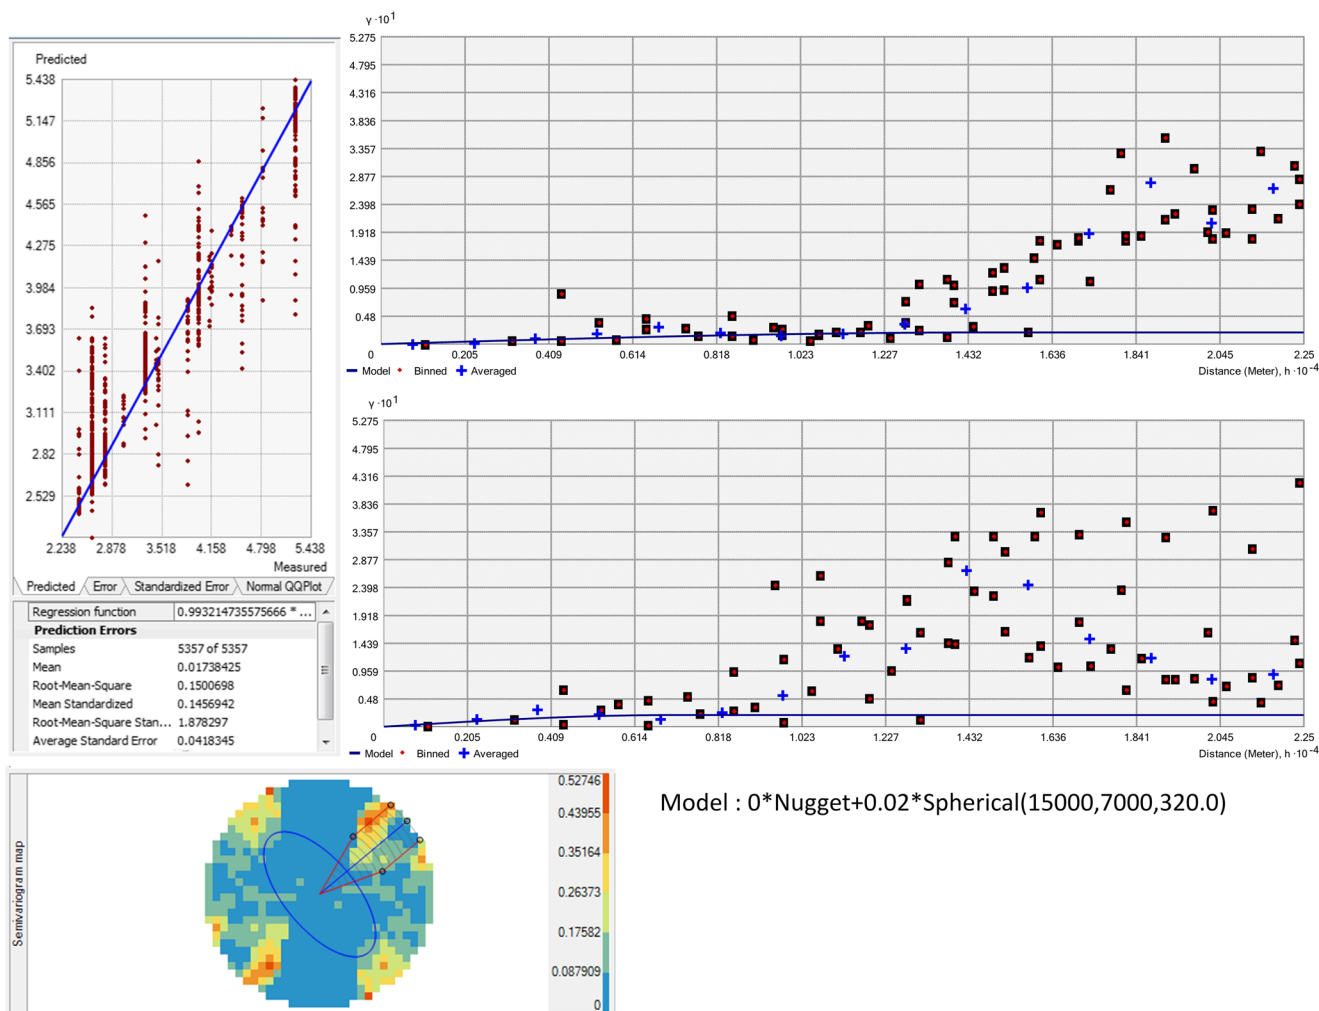 Predicted
5.438
5.147
4.856
4.565
4.275
3.984
3.693
3.402
3.111
2.82
2.529
2.238 2.878 3.518 4.158 4.798 5.438
Measured
Predicted Error Standardized Error Normal QQPlot
Regression function 0.993214735575666 * ...
Prediction Errors
Samples 5357 of 5357
Mean 0.01738425
Root-Mean-Square 0.1500698
Mean Standardized 0.1456942
Root-Mean-Square Stan... 1.878297
Average Standard Error 0.0418345
γ · 10¹
5.275
4.795
4.316
3.836
3.357
2.877
2.398
1.918
1.439
0.959
0.48
0 0.205 0.409 0.614 0.818 1.023 1.227 1.432 1.636 1.841 2.045 2.25
Distance (Meter), h · 10⁻⁴
Model Binned Averaged
γ · 10¹
5.275
4.795
4.316
3.836
3.357
2.877
2.398
1.918
1.439
0.959
0.48
0 0.205 0.409 0.614 0.818 1.023 1.227 1.432 1.636 1.841 2.045 2.25
Distance (Meter), h · 10⁻⁴
Model Binned Averaged
Semivariogram map
0.52746
0.43955
0.35164
0.26373
0.17582
0.087909
0
Model : 0*Nugget+0.02*Spherical(15000,7000,320.0)